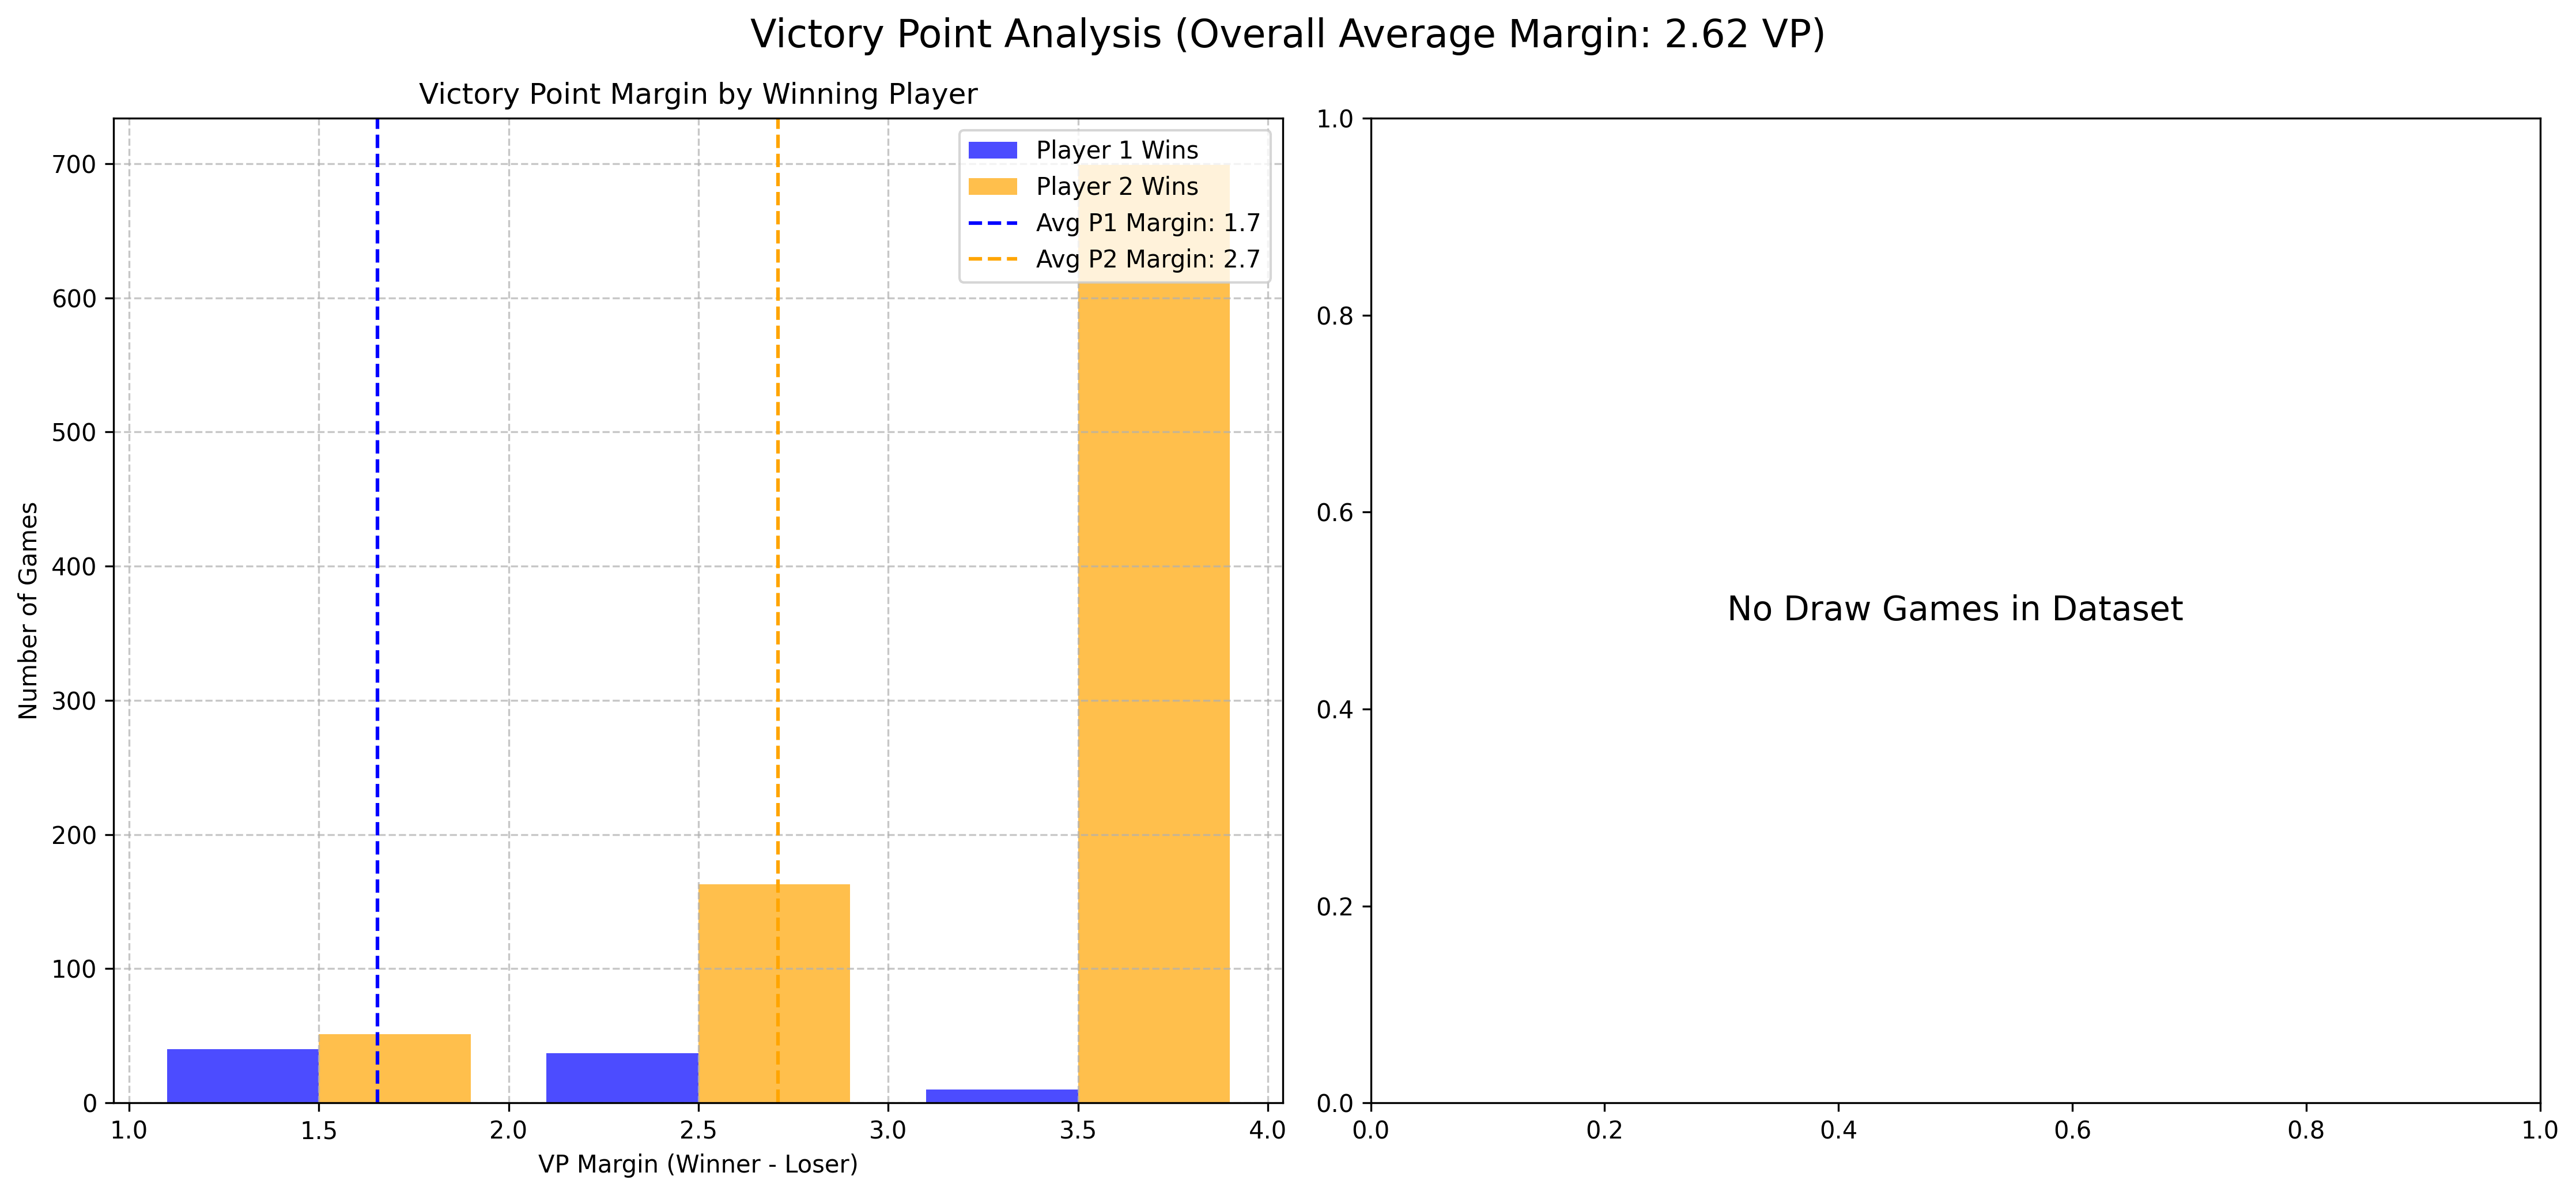 Victory Point Analysis (Overall Average Margin: 2.62 VP)
Victory Point Margin by Winning Player
Player 1 Wins
Player 2 Wins
Avg P1 Margin: 1.7
Avg P2 Margin: 2.7
Number of Games
700
600
500
400
300
200
100
0
1.0 1.5 2.0 2.5 3.0 3.5 4.0
VP Margin (Winner - Loser)
1.0
0.8
0.6
0.4
0.2
0.0
No Draw Games in Dataset
0.0 0.2 0.4 0.6 0.8 1.0